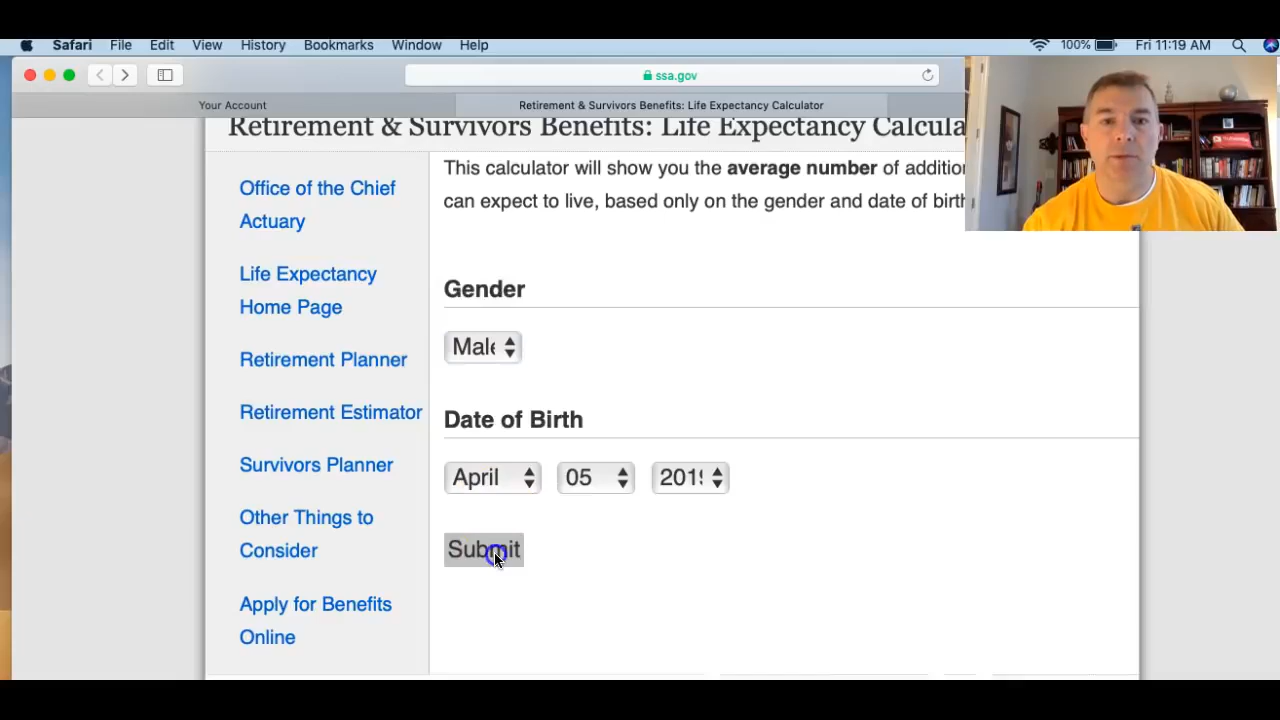 Safari File Edit View History Bookmarks Window Help 100% Fri 11:19 AM
ssa.gov
Your Account Retirement & Survivors Benefits: Life Expectancy Calculator
Retirement & Survivors Benefits: Life Expectancy Calcula
This calculator will show you the average number of addition
can expect to live, based only on the gender and date of birth
Office of the Chief
Actuary
Life Expectancy
Home Page
Retirement Planner
Retirement Estimator
Survivors Planner
Other Things to
Consider
Apply for Benefits
Online
Gender
Male
Date of Birth
April 05 2019
Submit